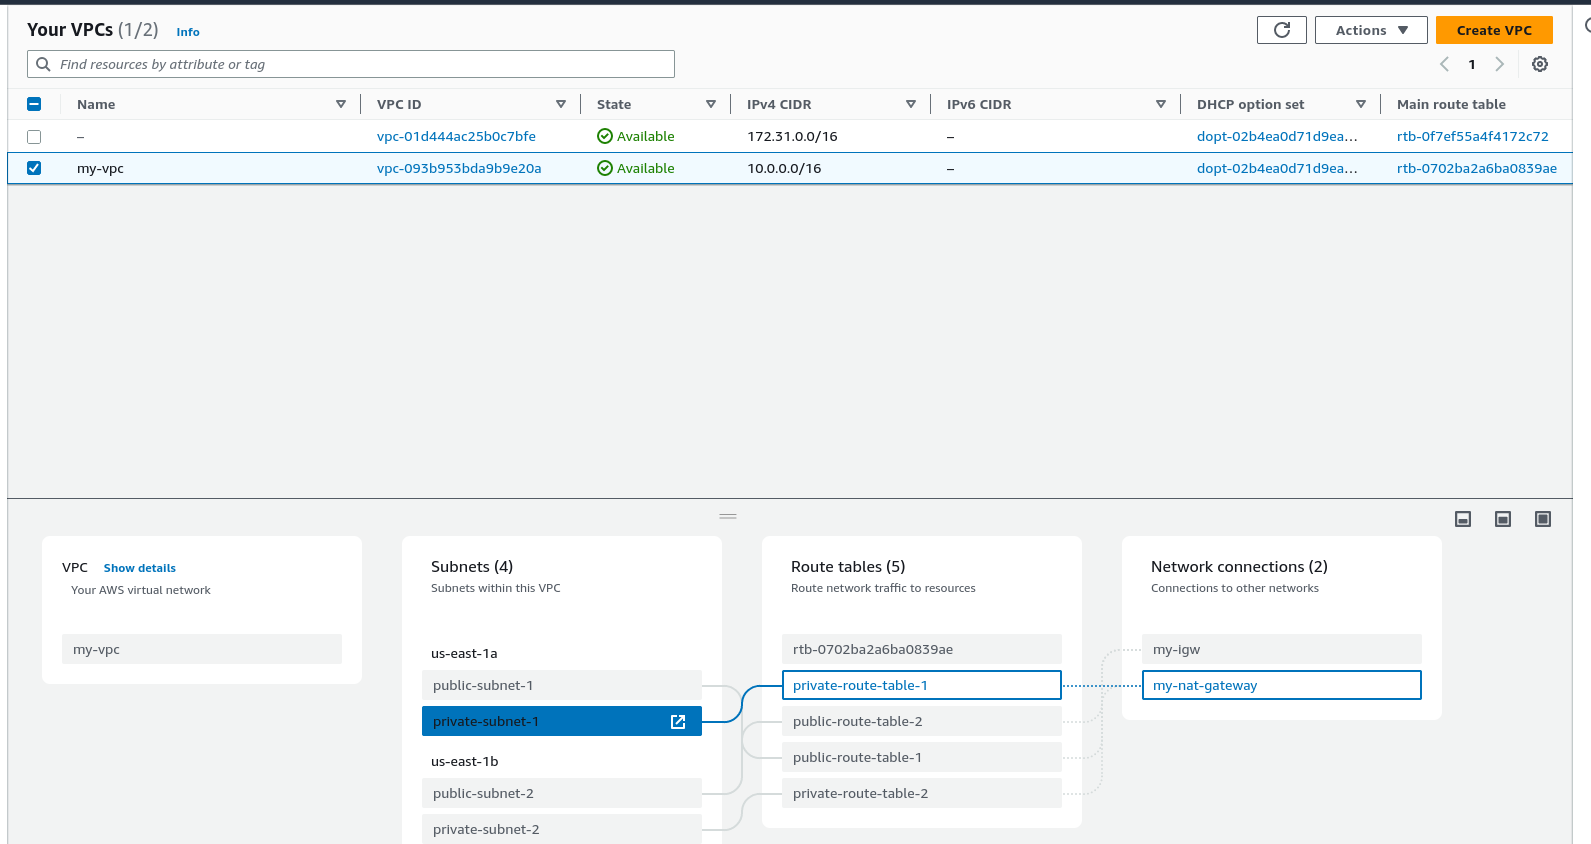 Your VPCs (1/2) Info
Actions
Create VPC
Find resources by attribute or tag
1
Name VPC ID State IPv4 CIDR IPv6 CIDR DHCP option set Main route table
– vpc-01d444ac25b0c7bfe Available 172.31.0.0/16 – dopt-02b4ea0d71d9ea... rtb-0f7ef55a4f4172c72
my-vpc vpc-093b953bda9b9e20a Available 10.0.0.0/16 – dopt-02b4ea0d71d9ea... rtb-0702ba2a6ba0839ae
VPC Show details
Your AWS virtual network
my-vpc
Subnets (4)
Subnets within this VPC
us-east-1a
public-subnet-1
private-subnet-1
us-east-1b
public-subnet-2
private-subnet-2
Route tables (5)
Route network traffic to resources
rtb-0702ba2a6ba0839ae
private-route-table-1
public-route-table-2
public-route-table-1
private-route-table-2
Network connections (2)
Connections to other networks
my-igw
my-nat-gateway